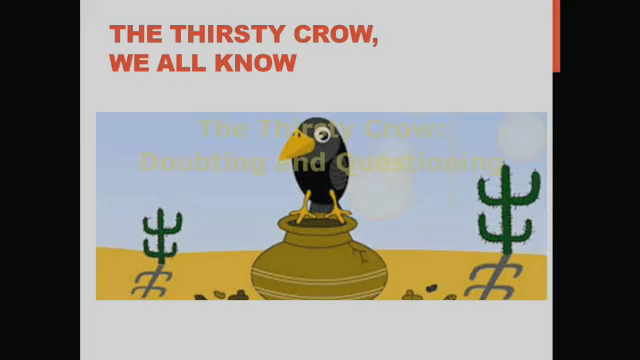 THE THIRSTY CROW,
WE ALL KNOW
The Thirsty Crow:
Doubting and Questioning